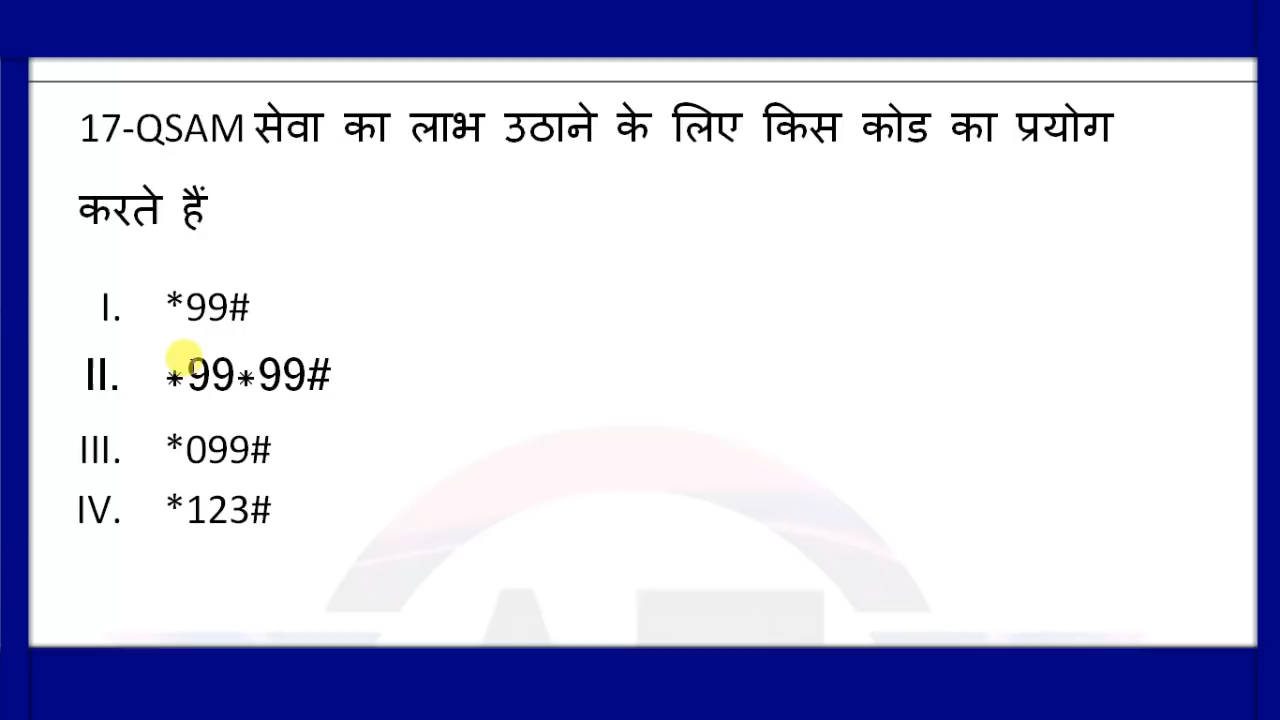 17-QSAM सेवा का लाभ उठाने के लिए किस कोड का प्रयोग
करते हैं
I. *99#
II. *99*99#
III. *099#
IV. *123#